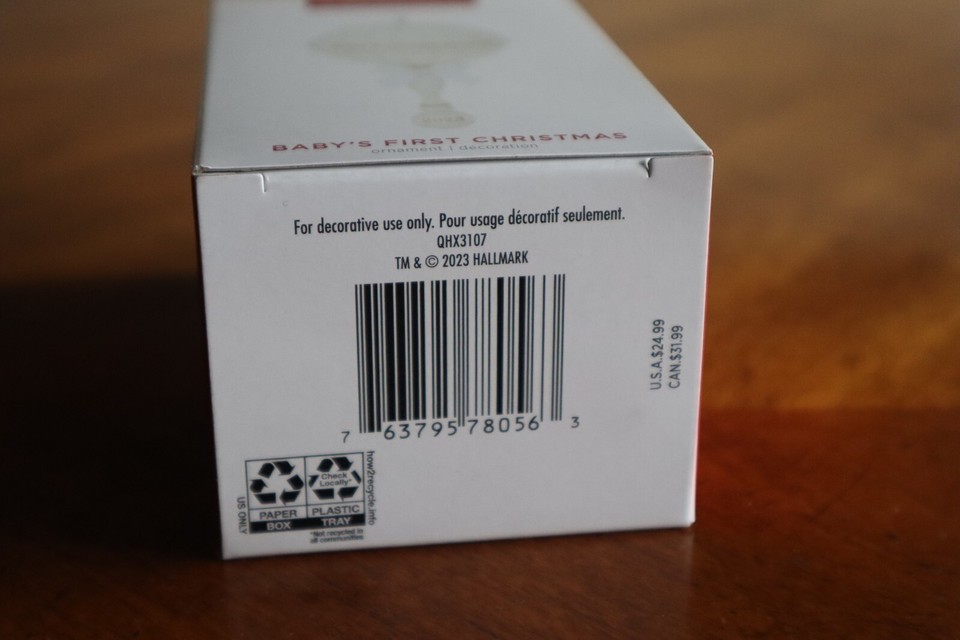 2023
BABY'S FIRST CHRISTMAS
ornament | décoration
For decorative use only. Pour usage décoratif seulement.
QHX3107
TM & © 2023 HALLMARK
U.S.A.$24.99
CAN.$31.99
7 63795 78056 3
US ONLY
PAPER
BOX
Check
Locally*
PLASTIC
TRAY
*Not recycled in
all communities
how2recycle.info